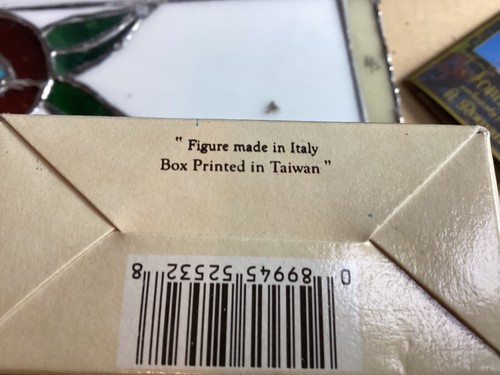 " Figure made in Italy
Box Printed in Taiwan "
0 89945 52532 8